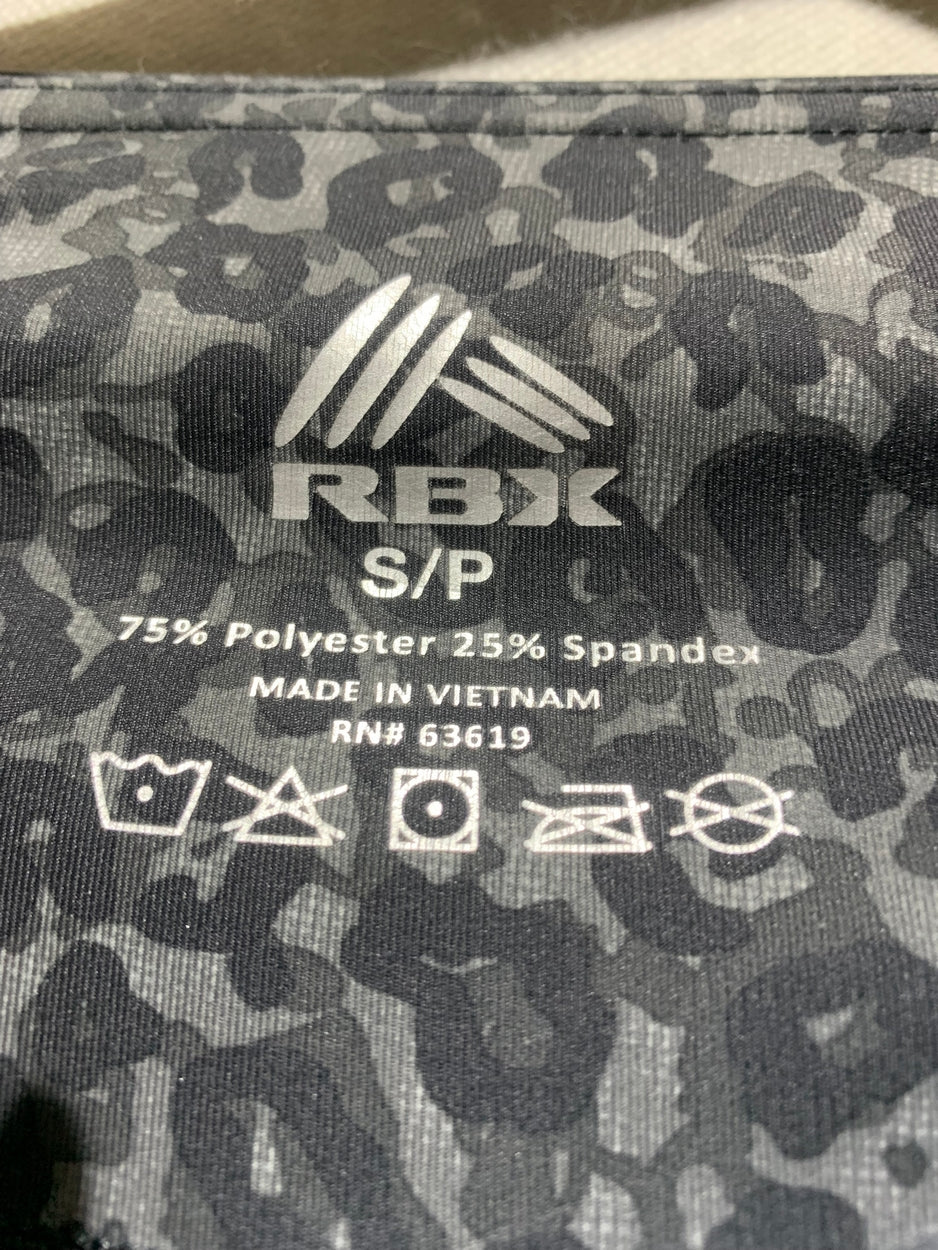 RBX
S/P
75% Polyester 25% Spandex
MADE IN VIETNAM
RN# 63619